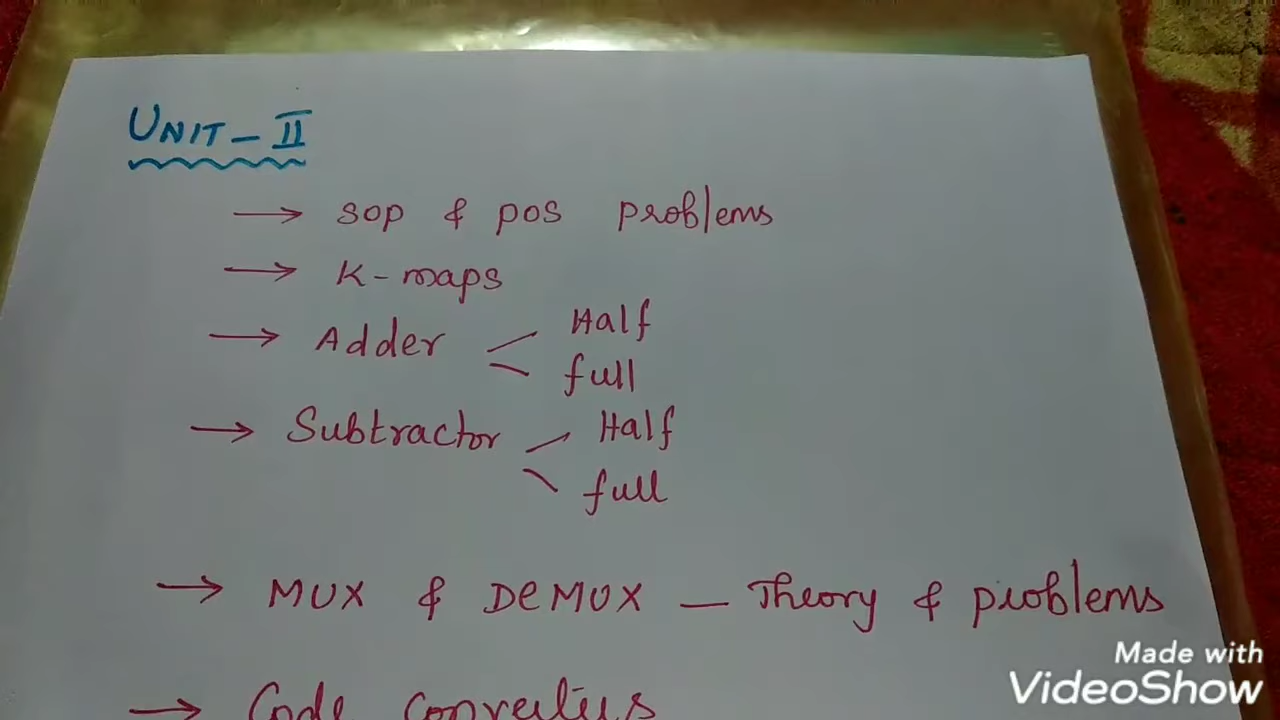 UNIT - II
→ SOP & POS problems
→ K-maps
→ Adder
Half
full
→ Subtractor
Half
full
→ MUX & DEMUX — Theory & problems
→ Code converters
Made with
VideoShow